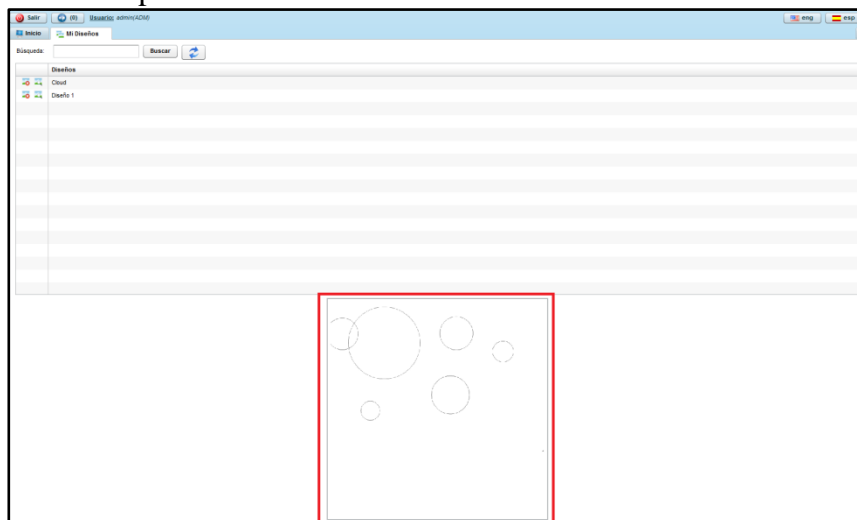 Salir (0) Usuario: admin(ADM) eng esp
Inicio Mi Diseños
Búsqueda: Buscar
Diseños
Cloud
Diseño 1